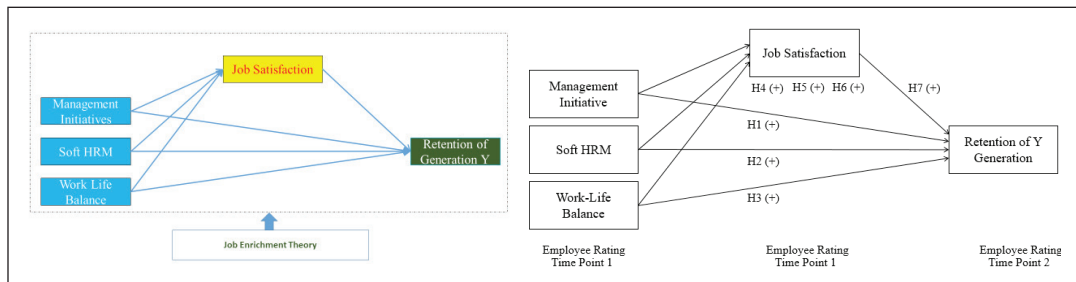 Job Satisfaction
Management
Initiatives
Soft HRM
Work Life
Balance
Retention of
Generation Y
Job Enrichment Theory
Job Satisfaction
Management
Initiative
Soft HRM
Work-Life
Balance
H4 (+) H5 (+) H6 (+)
H7 (+)
H1 (+)
H2 (+)
H3 (+)
Retention of Y
Generation
Employee Rating
Time Point 1
Employee Rating
Time Point 1
Employee Rating
Time Point 2